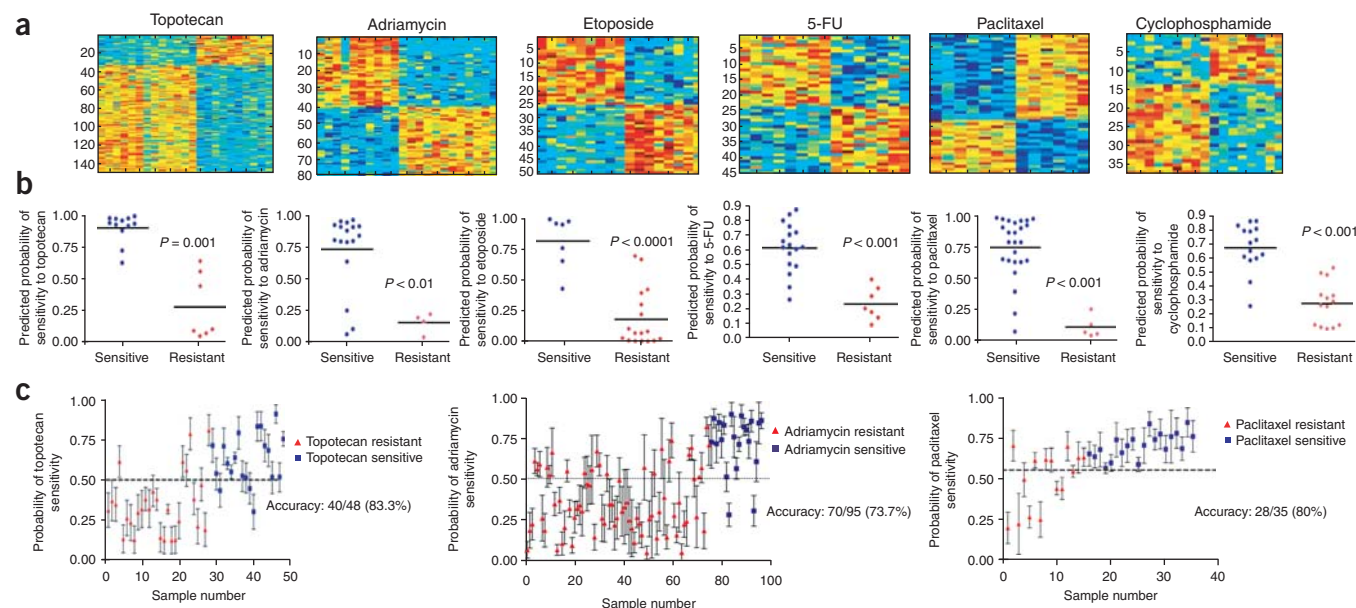 a
Topotecan
Adriamycin
Etoposide
5-FU
Paclitaxel
Cyclophosphamide
20
40
60
80
100
120
140
10
20
30
40
50
60
70
80
5
10
15
20
25
30
35
40
45
50
5
10
15
20
25
30
35
40
45
5
10
15
20
25
30
35
5
10
15
20
25
30
35
b
Predicted probability of
sensitivity to topotecan
1.00
0.75
0.50
0.25
0.00
P = 0.001
Sensitive
Resistant
Predicted probability of
sensitivity to adriamycin
1.00
0.75
0.50
0.25
0.00
P < 0.01
Sensitive
Resistant
Predicted probability of
sensitivity to etoposide
1.00
0.75
0.50
0.25
0.00
P < 0.0001
Sensitive
Resistant
Predicted probability of
sensitivity to 5-FU
0.9
0.8
0.7
0.6
0.5
0.4
0.3
0.2
0.1
0.0
P < 0.001
Sensitive
Resistant
Predicted probability of
sensitivity to paclitaxel
1.00
0.75
0.50
0.25
0.00
P < 0.001
Sensitive
Resistant
Predicted probability of
sensitivity to
cyclophosphamide
0.9
0.8
0.7
0.6
0.5
0.4
0.3
0.2
0.1
0.0
P < 0.001
Sensitive
Resistant
c
Probability of topotecan
sensitivity
1.00
0.75
0.50
0.25
0.00
Topotecan resistant
Topotecan sensitive
Accuracy: 40/48 (83.3%)
0
10
20
30
40
50
Sample number
Probability of adriamycin
sensitivity
1.00
0.75
0.50
0.25
0.00
Adriamycin resistant
Adriamycin sensitive
Accuracy: 70/95 (73.7%)
0
20
40
60
80
100
Sample number
Probability of paclitaxel
sensitivity
1.00
0.75
0.50
0.25
0.00
Paclitaxel resistant
Paclitaxel sensitive
Accuracy: 28/35 (80%)
0
10
20
30
40
Sample number